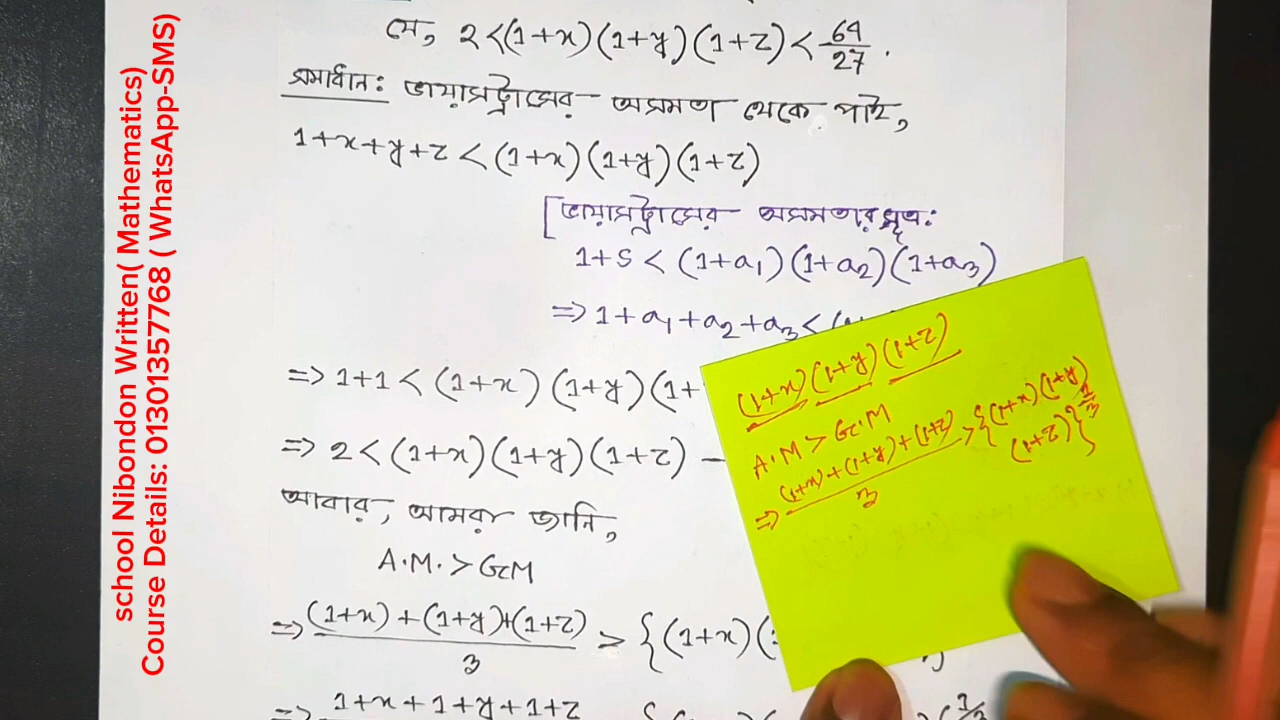 school Nibondon Written( Mathematics)
Course Details: 01301357768 ( WhatsApp-SMS)
যে, 2<(1+x)(1+y)(1+z)<64/27.
সমাধান: ভায়াসট্রাসের অসমতা থেকে পাই,
1+x+y+z<(1+x)(1+y)(1+z)
[ভায়াসট্রাসের অসমতার সূত্র:
1+S<(1+a₁)(1+a₂)(1+a₃)
⇒1+a₁+a₂+a₃<(
⇒1+1<(1+x)(1+y)(1+
⇒2<(1+x)(1+y)(1+z)—
আবার, আমরা জানি,
A.M.>GM
⇒((1+x)+(1+y)+(1+z))/3>{(1+x)(
⇒1+x+1+y+1+z
(1+x)(1+y)(1+z)
A.M>G.M
⇒((1+x)+(1+y)+(1+z))/3>{(1+x)(1+y)
(1+z)}^(1/3)